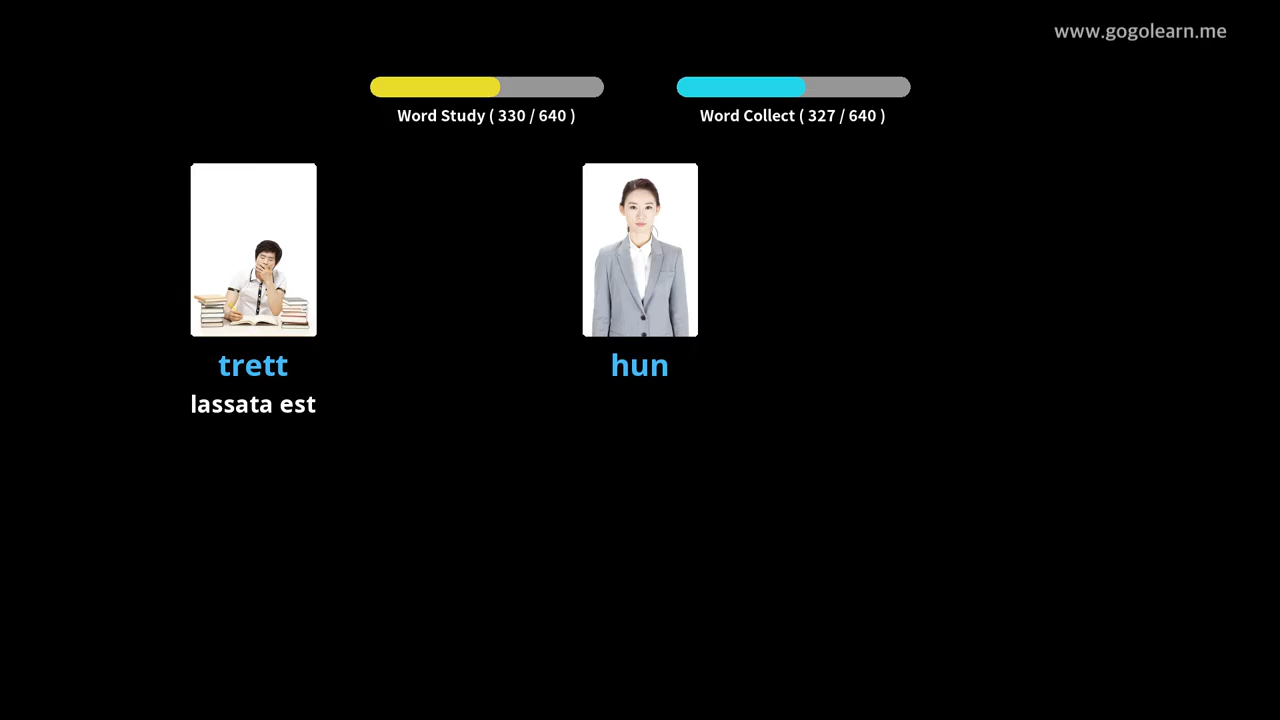 www.gogolearn.me
Word Study ( 330 / 640 )
Word Collect ( 327 / 640 )
trett
hun
lassata est